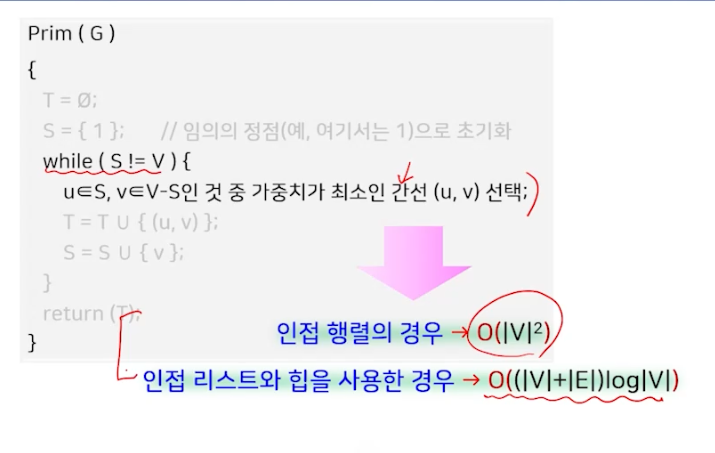 Prim ( G )
{
T = Ø;
S = { 1 }; // 임의의 정점(예, 여기서는 1)으로 초기화
while ( S != V ) {
u∈S, v∈V-S인 것 중 가중치가 최소인 간선 (u, v) 선택;
T = T ∪ { (u, v) };
S = S ∪ { v };
}
return (T);
}
인접 행렬의 경우 → O(|V|²)
인접 리스트와 힙을 사용한 경우 → O((|V|+|E|)log|V|)